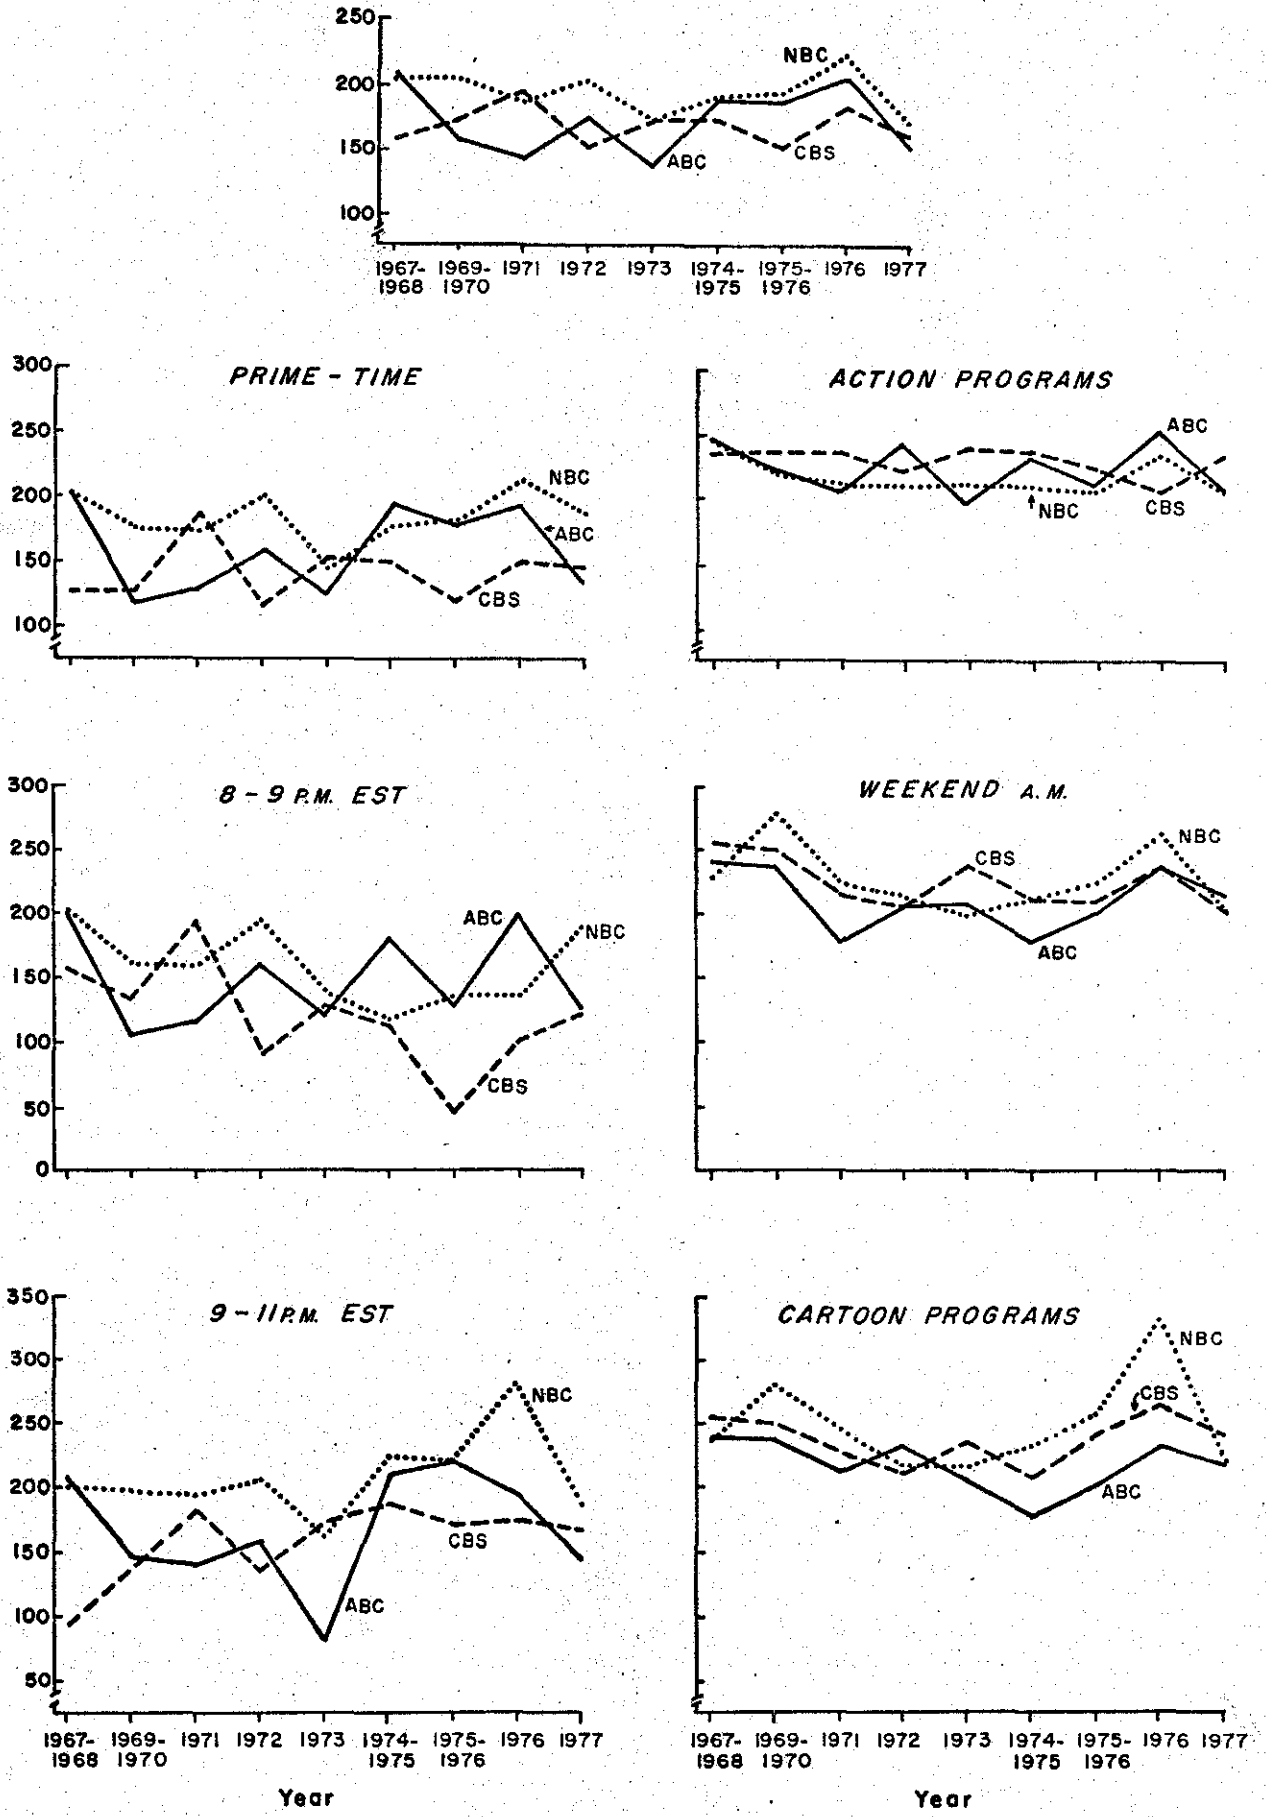 250
NBC
200
150
ABC
CBS
100
1967- 1969- 1971 1972 1973 1974- 1975- 1976 1977
1968 1970 1975 1976
PRIME - TIME
300
250
NBC
200
ABC
150
CBS
100
ACTION PROGRAMS
ABC
NBC
CBS
8 - 9 P.M. EST
300
250
200
ABC
NBC
150
100
CBS
50
0
WEEKEND A.M.
NBC
CBS
ABC
9 - 11 P.M. EST
350
300
NBC
250
200
150
CBS
100
ABC
50
1967- 1969- 1971 1972 1973 1974- 1975- 1976 1977
1968 1970 1975 1976
Year
CARTOON PROGRAMS
NBC
CBS
ABC
1967- 1969- 1971 1972 1973 1974- 1975- 1976 1977
1968 1970 1975 1976
Year